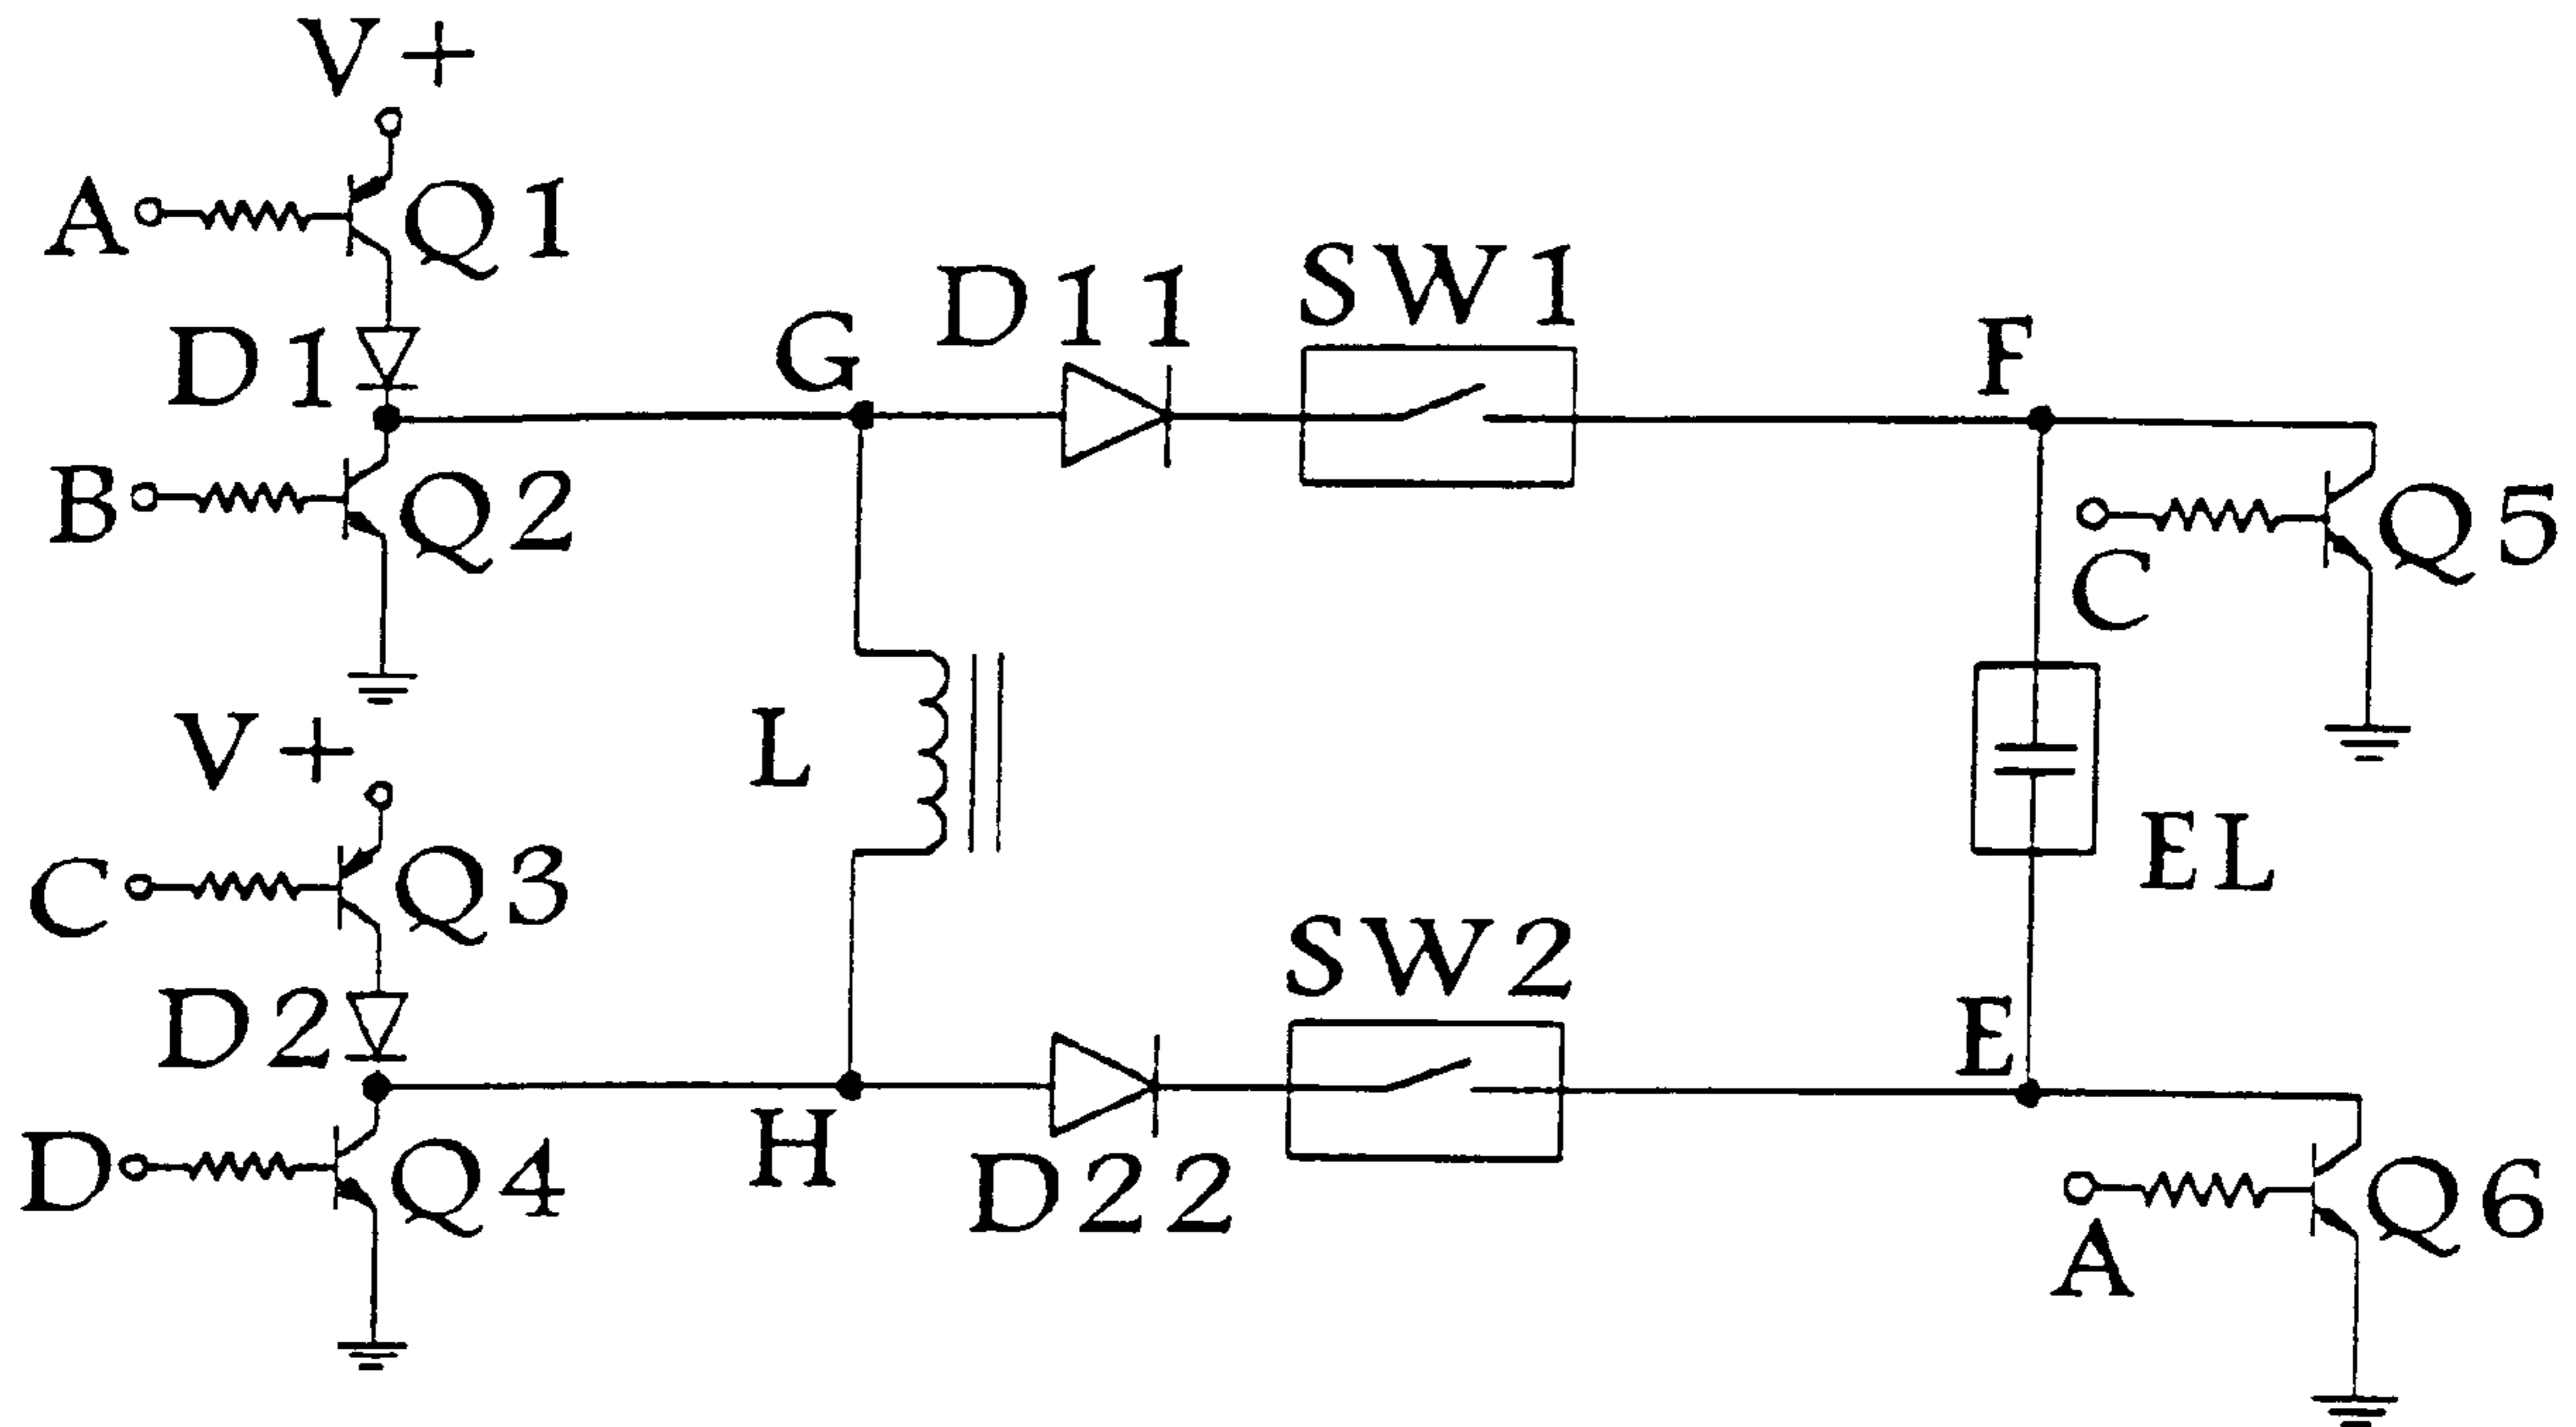 V+
A Q1
D11 SW1
D1 G F
B Q2 Q5
C
V+ L
C Q3 EL
SW2
D2 E
D H Q4 D22 Q6
A